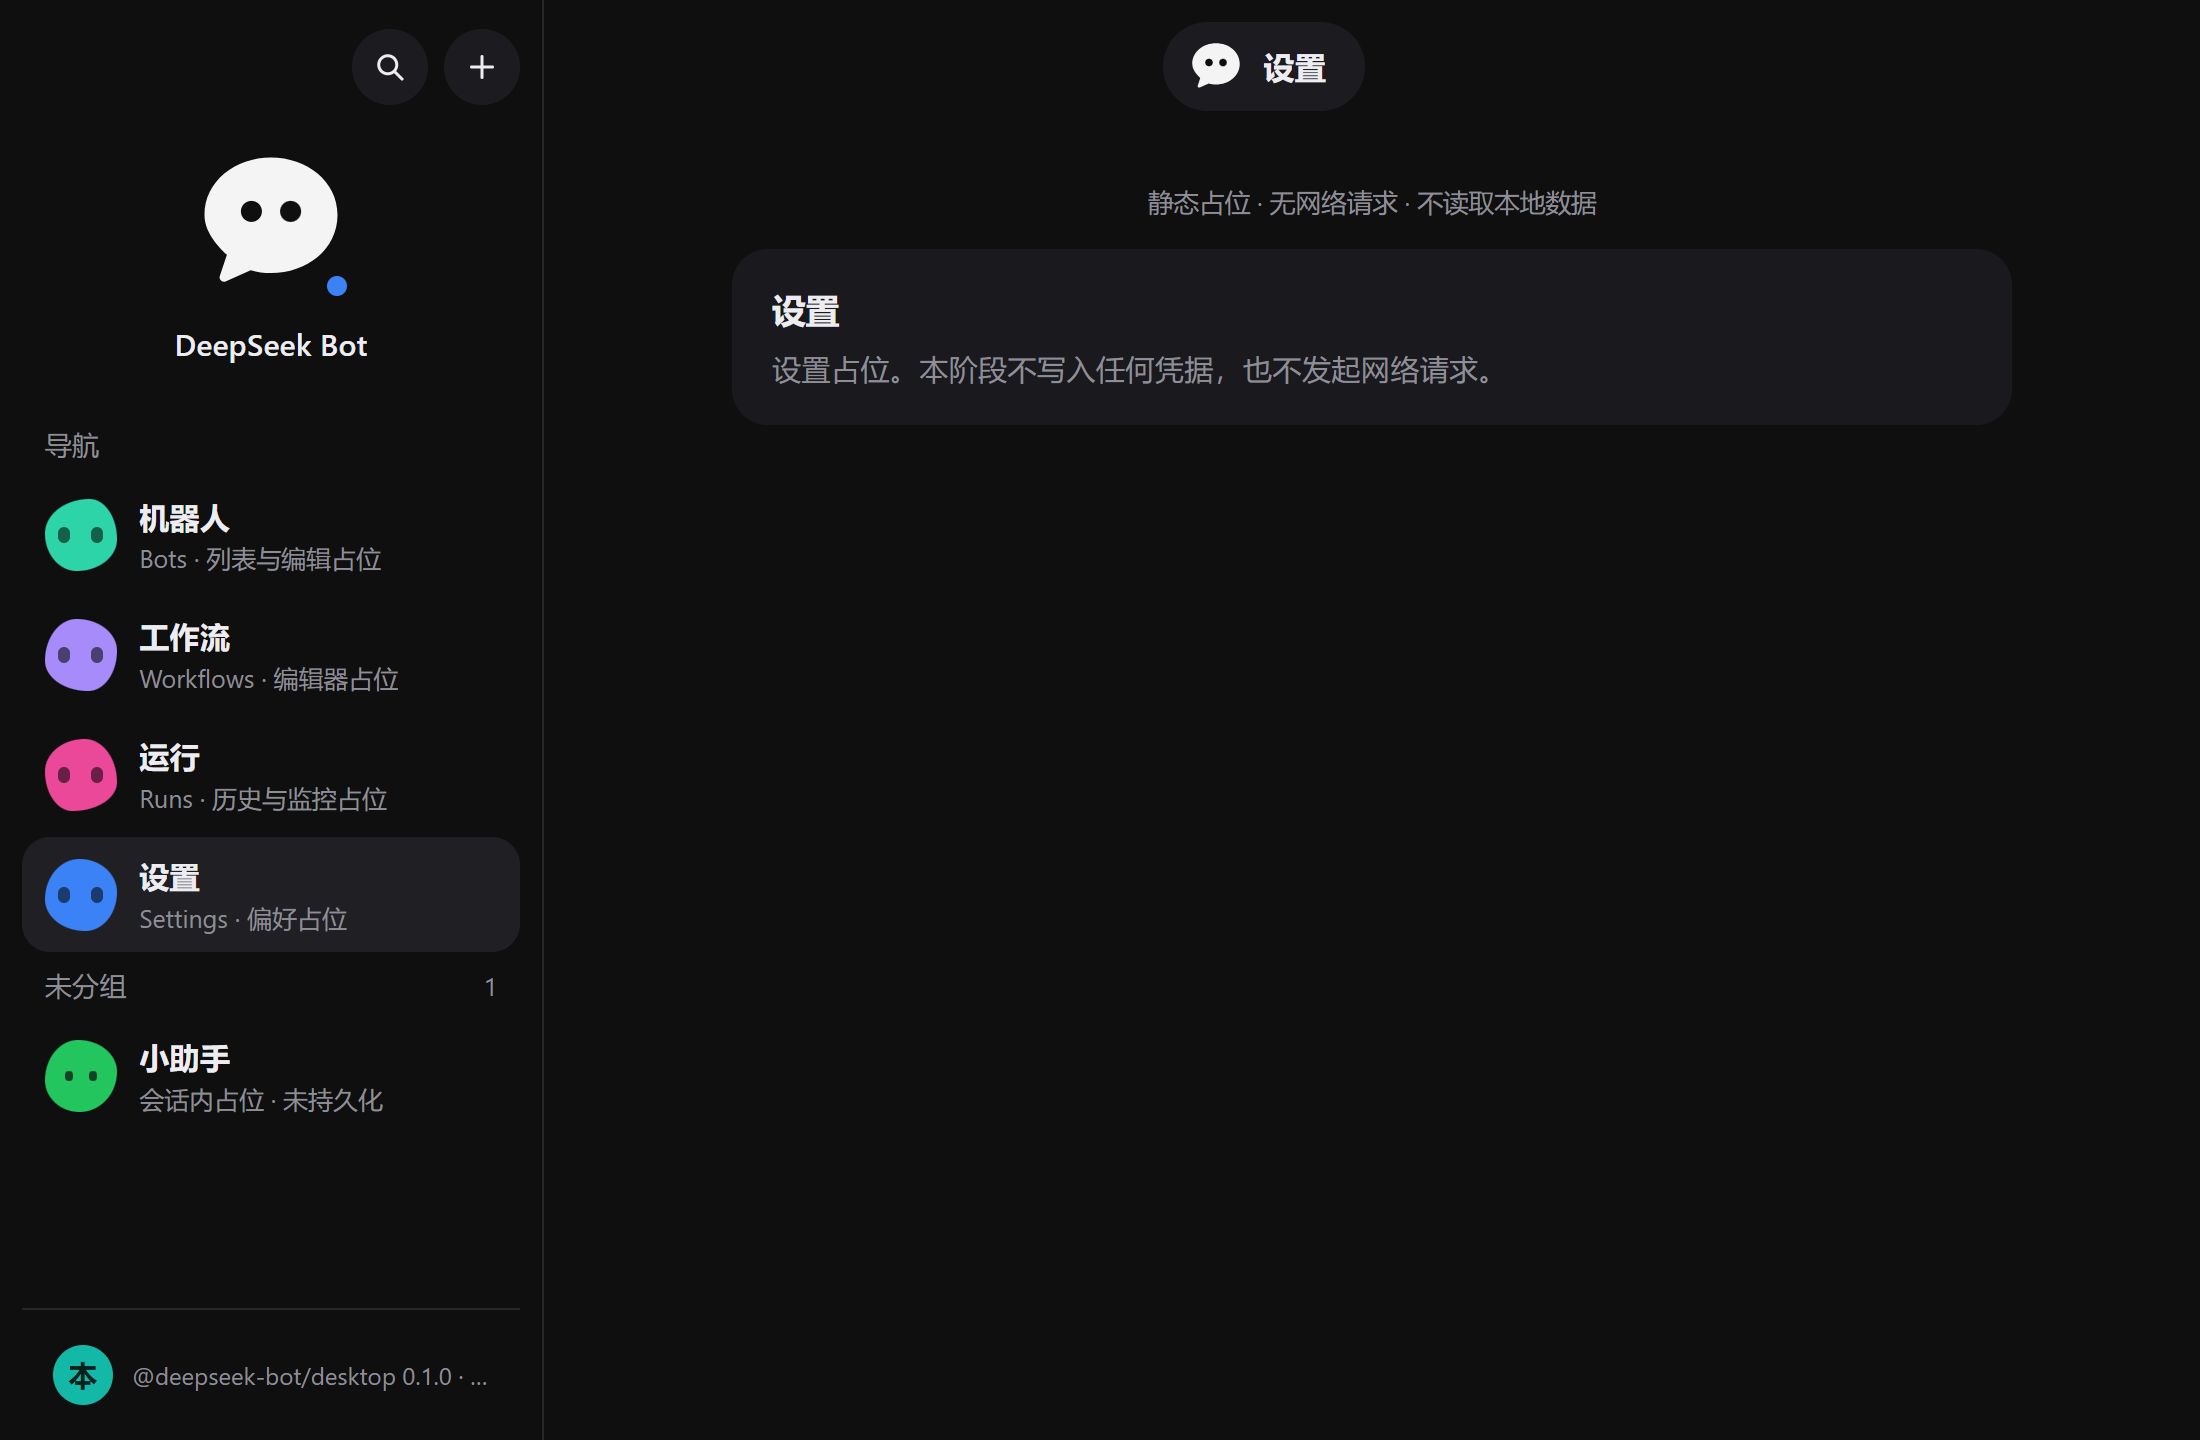 DeepSeek Bot
导航
机器人
Bots · 列表与编辑占位
工作流
Workflows · 编辑器占位
运行
Runs · 历史与监控占位
设置
Settings · 偏好占位
未分组 1
小助手
会话内占位 · 未持久化
本 @deepseek-bot/desktop 0.1.0 · ...
设置
静态占位 · 无网络请求 · 不读取本地数据
设置
设置占位。本阶段不写入任何凭据，也不发起网络请求。